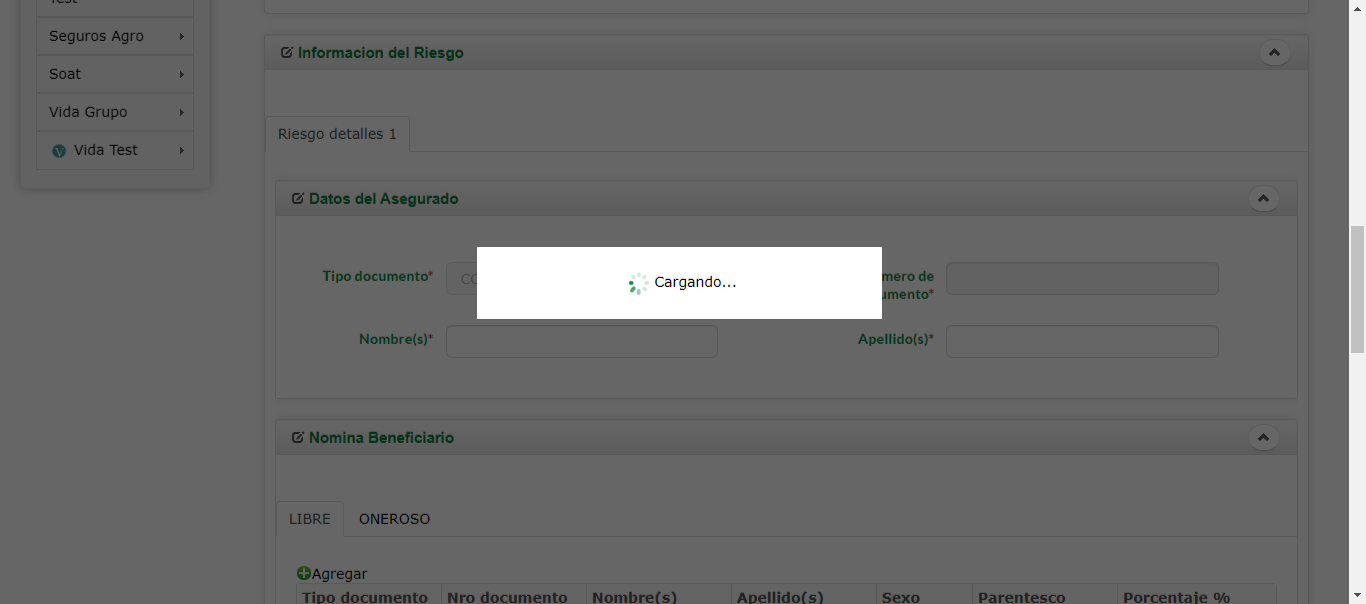 Test
Seguros Agro
Soat
Vida Grupo
Vida Test
Informacion del Riesgo
Riesgo detalles 1
Datos del Asegurado
Tipo documento*
mero de
umento*
Cargando...
Nombre(s)*
Apellido(s)*
Nomina Beneficiario
LIBRE
ONEROSO
Agregar
Tipo documento Nro documento Nombre(s) Apellido(s) Sexo Parentesco Porcentaje %